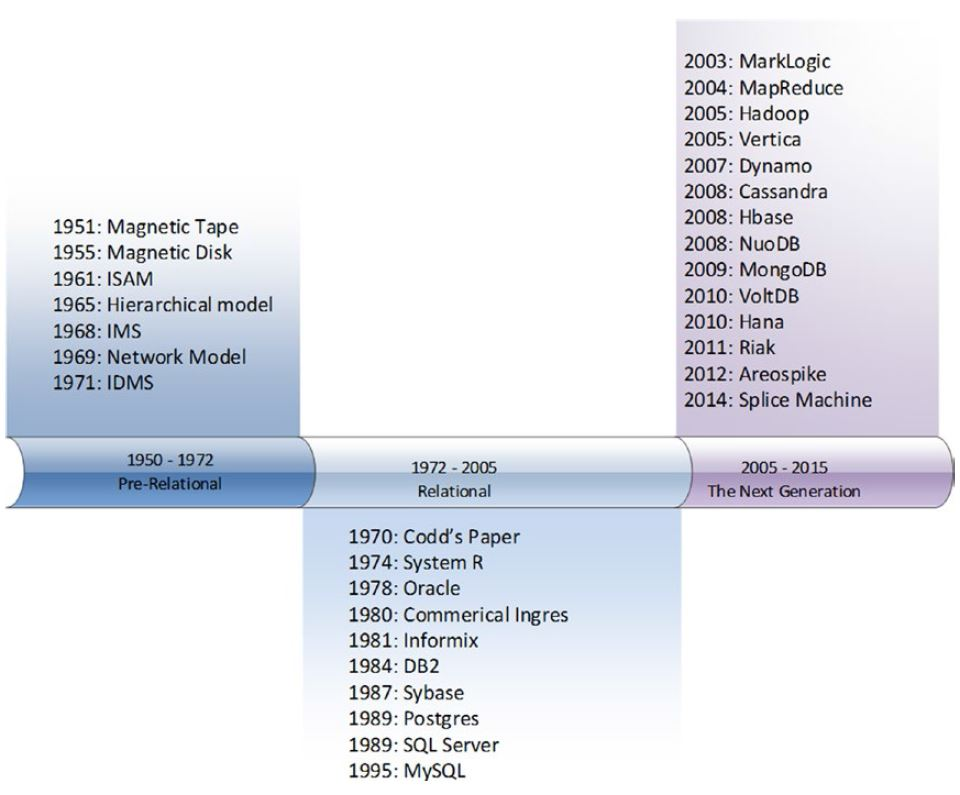 1951: Magnetic Tape
1955: Magnetic Disk
1961: ISAM
1965: Hierarchical model
1968: IMS
1969: Network Model
1971: IDMS
1950 - 1972
Pre-Relational
1972 - 2005
Relational
1970: Codd's Paper
1974: System R
1978: Oracle
1980: Commerical Ingres
1981: Informix
1984: DB2
1987: Sybase
1989: Postgres
1989: SQL Server
1995: MySQL
2003: MarkLogic
2004: MapReduce
2005: Hadoop
2005: Vertica
2007: Dynamo
2008: Cassandra
2008: Hbase
2008: NuoDB
2009: MongoDB
2010: VoltDB
2010: Hana
2011: Riak
2012: Areospike
2014: Splice Machine
2005 - 2015
The Next Generation